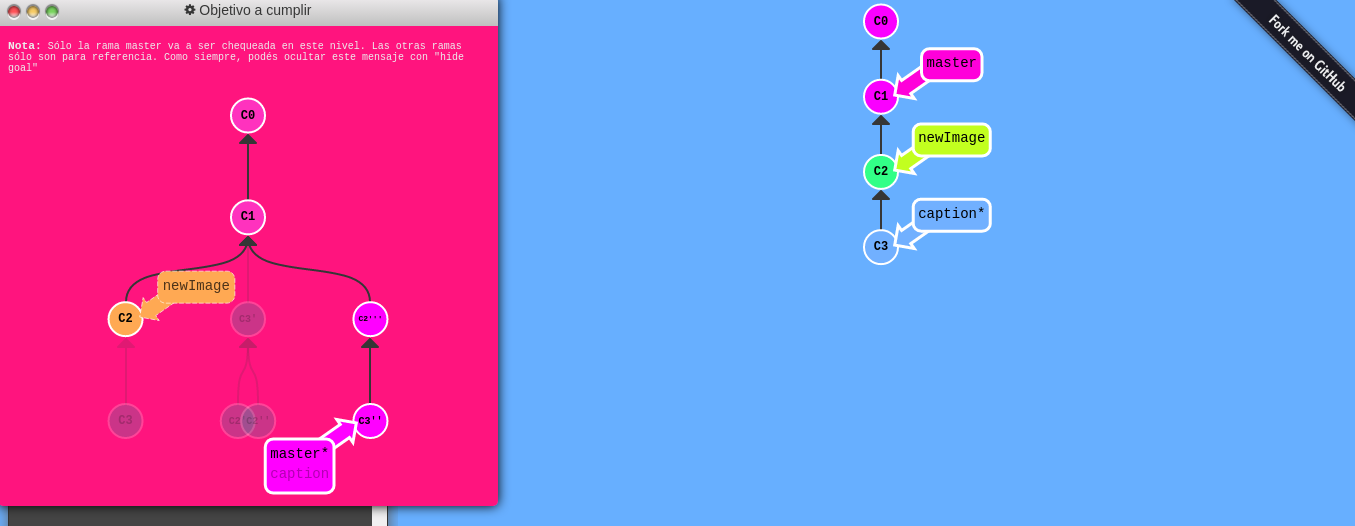 Objetivo a cumplir
Nota: Sólo la rama master va a ser chequeada en este nivel. Las otras ramas
sólo son para referencia. Como siempre, podés ocultar este mensaje con "hide
goal"
C0
C1
newImage
C2
C3'
C2'''
C3
C2''
C3''
master*
caption
C0
master
C1
newImage
C2
caption*
C3
Fork me on GitHub